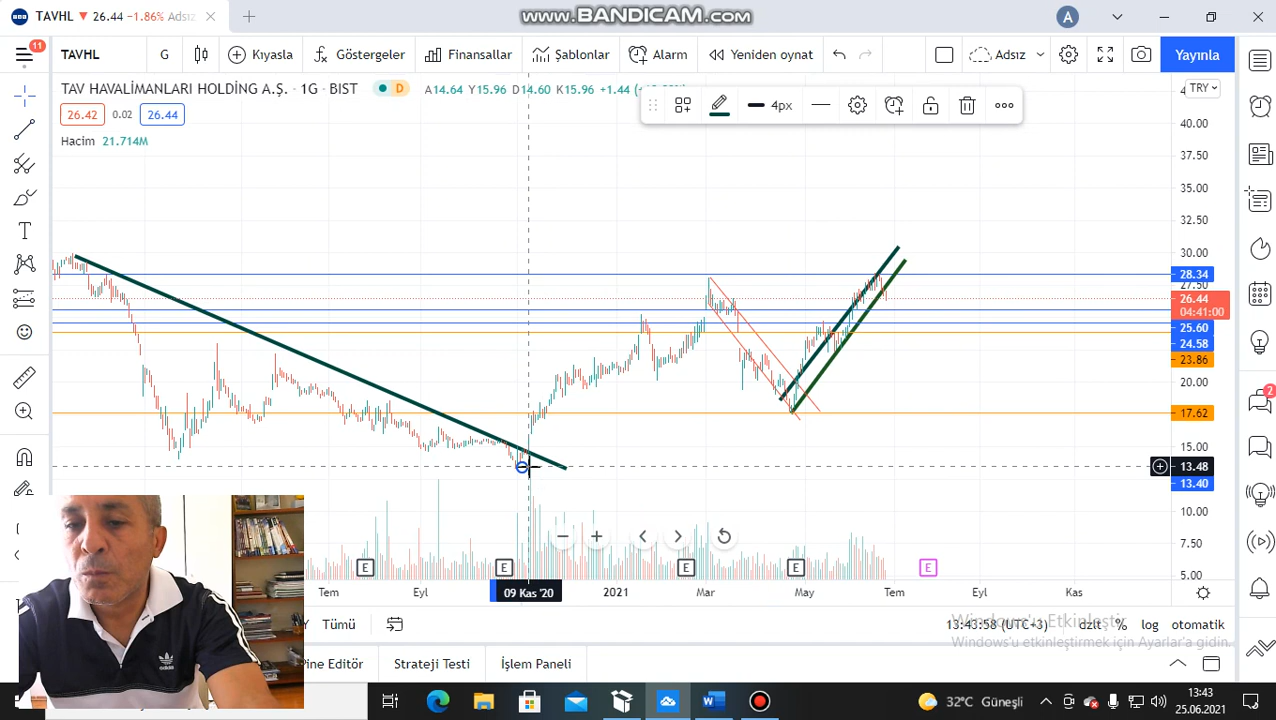 TAVHL ▼ 26.44 −1.86% Adsız
www.BANDICAM.com
A
11
TAVHL
G
Kıyasla
Göstergeler
Finansallar
Şablonlar
Alarm
Yeniden oynat
Adsız
Yayınla
TAV HAVALİMANLARI HOLDİNG A.Ş. · 1G · BIST
D
A14.64 Y15.96 D14.60 K15.96 +1.44
26.42
0.02
26.44
4px
TRY
Hacim 21.714M
40.00
37.50
35.00
32.50
30.00
28.34
27.50
26.44
04:41:00
25.60
24.58
23.86
20.00
17.62
15.00
13.48
13.40
10.00
7.50
5.00
2
E
E
E
E
E
Tem
Eyl
09 Kas '20
2021
Mar
May
Tem
Eyl
Kas
Tümü
13:43:58 (UTC+3)
%
log
otomatik
Windows'u Etkinleştir
Windows'u etkinleştirmek için Ayarlar'a gidin.
Pine Editör
Strateji Testi
İşlem Paneli
adidas
32°C Güneşli
13:43
25.06.2021